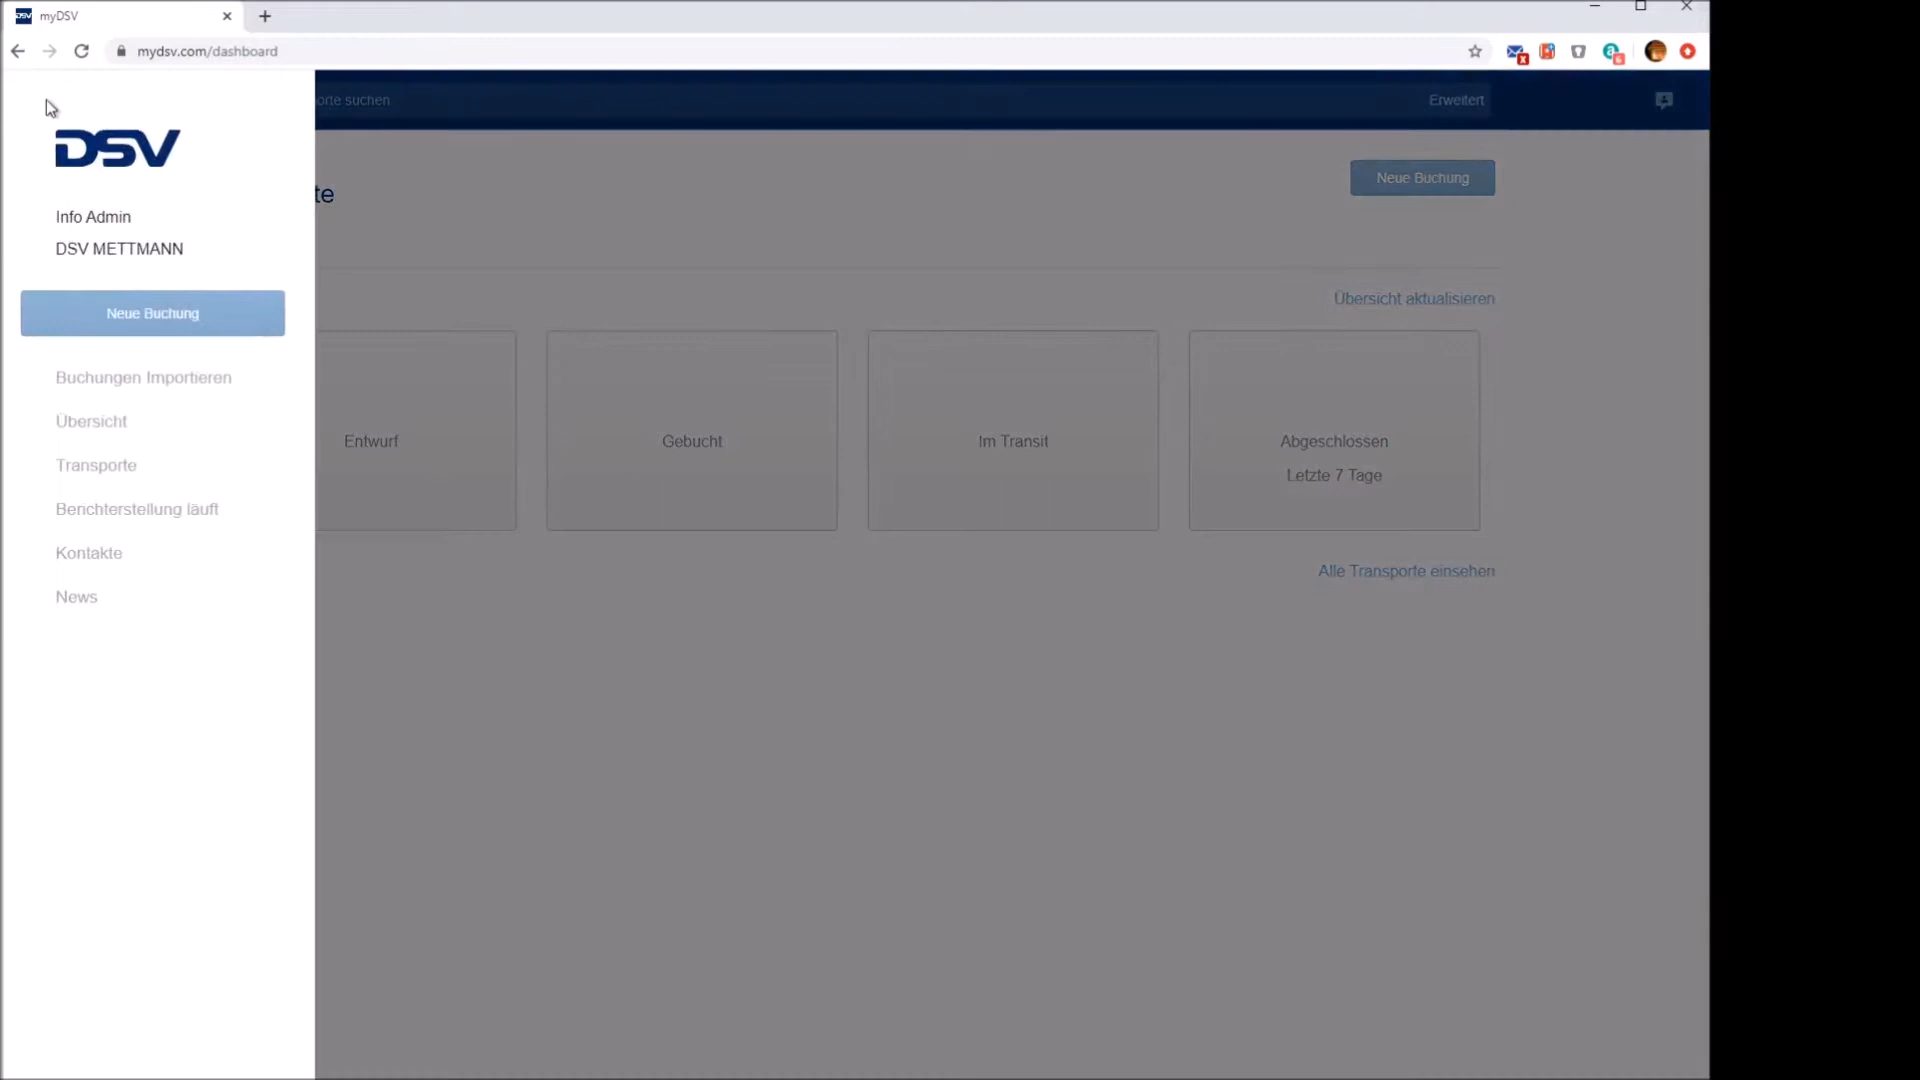 myDSV
mydsv.com/dashboard
orte suchen
Erweitert
DSV
te
Neue Buchung
Info Admin
DSV METTMANN
Neue Buchung
Übersicht aktualisieren
Buchungen Importieren
Übersicht
Transporte
Berichterstellung läuft
Kontakte
News
Entwurf
Gebucht
Im Transit
Abgeschlossen
Letzte 7 Tage
Alle Transporte einsehen